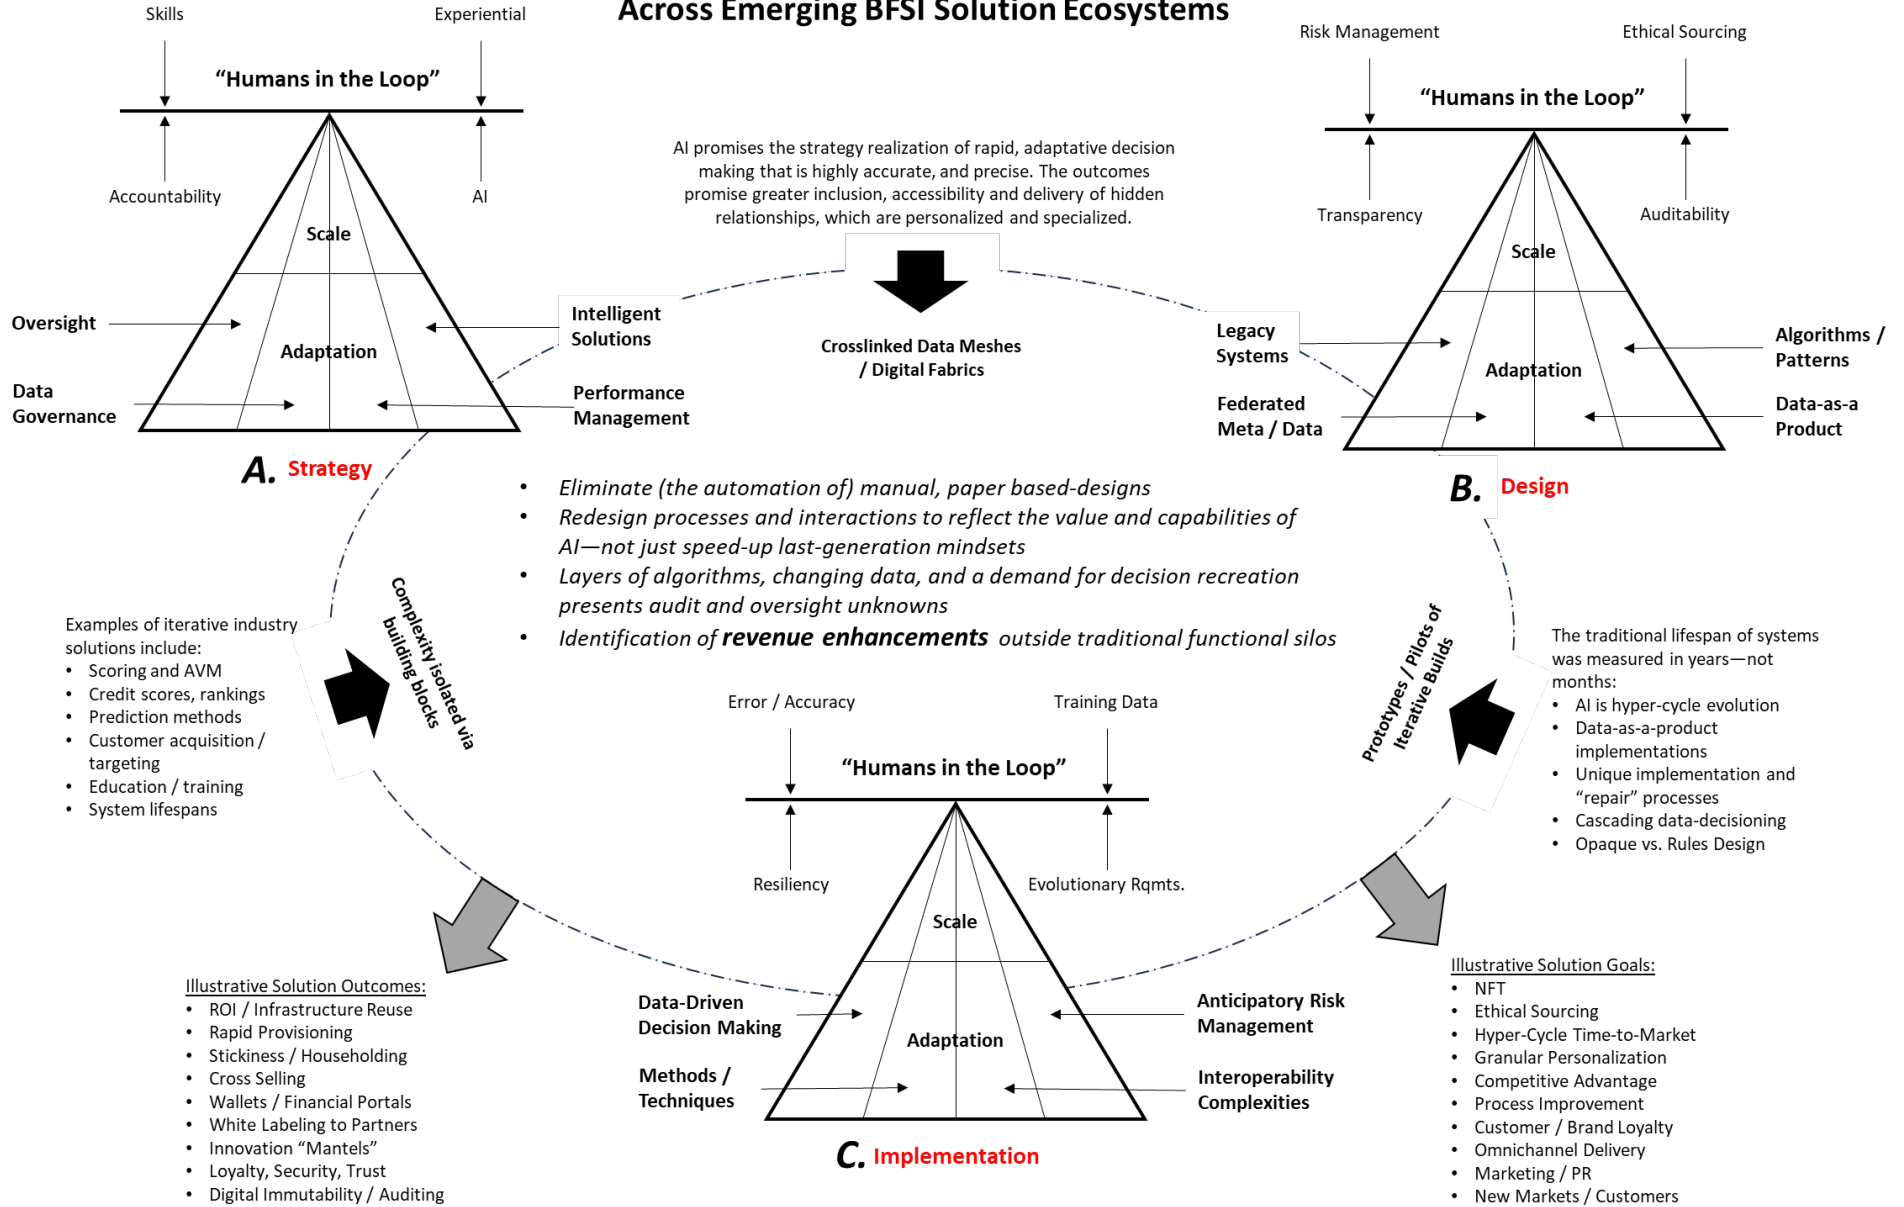 Across Emerging BFSI Solution Ecosystems
Skills
Experiential
"Humans in the Loop"
Accountability
AI
Scale
Adaptation
Oversight
Data
Governance
Intelligent
Solutions
Performance
Management
A. Strategy
AI promises the strategy realization of rapid, adaptative decision
making that is highly accurate, and precise. The outcomes
promise greater inclusion, accessibility and delivery of hidden
relationships, which are personalized and specialized.
Crosslinked Data Meshes
/ Digital Fabrics
Risk Management
Ethical Sourcing
"Humans in the Loop"
Transparency
Auditability
Scale
Adaptation
Legacy
Systems
Federated
Meta / Data
Algorithms /
Patterns
Data-as-a
Product
B. Design
• Eliminate (the automation of) manual, paper based-designs
• Redesign processes and interactions to reflect the value and capabilities of
AI—not just speed-up last-generation mindsets
• Layers of algorithms, changing data, and a demand for decision recreation
presents audit and oversight unknowns
• Identification of revenue enhancements outside traditional functional silos
Examples of iterative industry
solutions include:
• Scoring and AVM
• Credit scores, rankings
• Prediction methods
• Customer acquisition /
targeting
• Education / training
• System lifespans
Complexity isolated via
building blocks
Prototypes / Pilots of
Iterative Builds
The traditional lifespan of systems
was measured in years—not
months:
• AI is hyper-cycle evolution
• Data-as-a-product
implementations
• Unique implementation and
"repair" processes
• Cascading data-decisioning
• Opaque vs. Rules Design
Error / Accuracy
Training Data
"Humans in the Loop"
Resiliency
Evolutionary Rqmts.
Scale
Adaptation
Data-Driven
Decision Making
Methods /
Techniques
Anticipatory Risk
Management
Interoperability
Complexities
C. Implementation
Illustrative Solution Outcomes:
• ROI / Infrastructure Reuse
• Rapid Provisioning
• Stickiness / Householding
• Cross Selling
• Wallets / Financial Portals
• White Labeling to Partners
• Innovation "Mantels"
• Loyalty, Security, Trust
• Digital Immutability / Auditing
Illustrative Solution Goals:
• NFT
• Ethical Sourcing
• Hyper-Cycle Time-to-Market
• Granular Personalization
• Competitive Advantage
• Process Improvement
• Customer / Brand Loyalty
• Omnichannel Delivery
• Marketing / PR
• New Markets / Customers